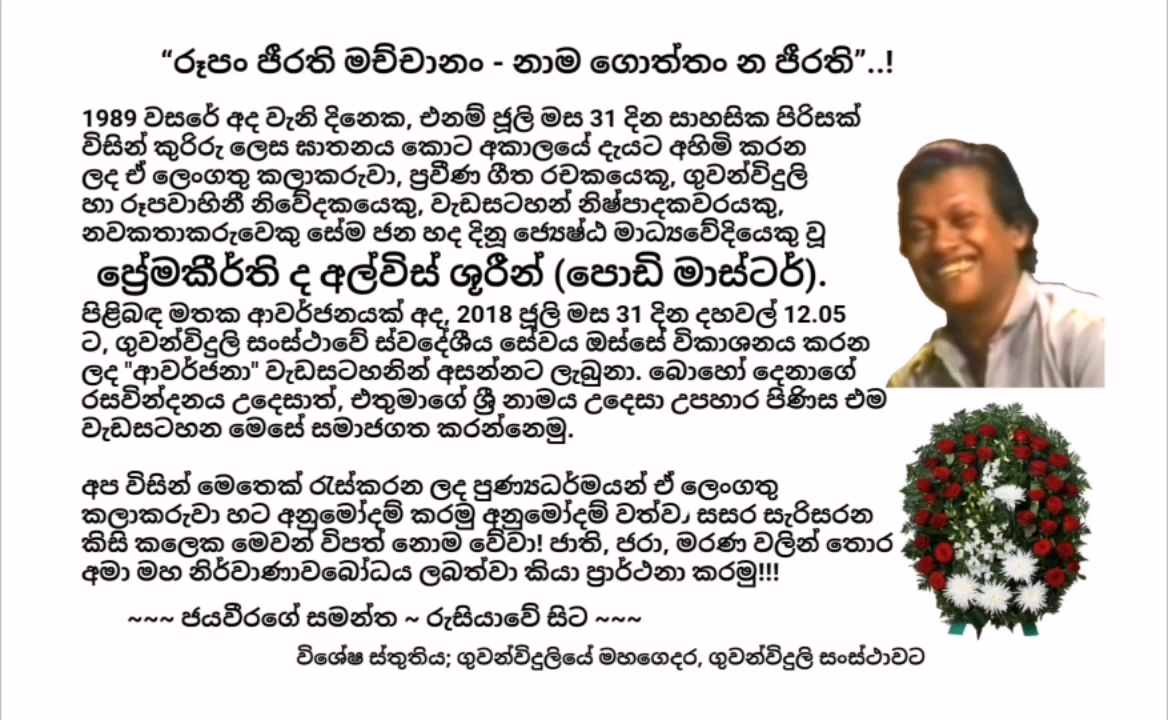 “රූපං ජීරති මච්චානං - නාම ගොත්තං න ජීරති”..!
1989 වසරේ අද වැනි දිනෙක, එනම් ජූලි මස 31 දින සාහසික පිරිසක්
විසින් කුරිරු ලෙස ඝාතනය කොට අකාලයේ දැයට අහිමි කරන
ලද ඒ ලෙංගතු කලාකරුවා, ප්‍රවීණ ගීත රචකයෙකූ, ගුවන්විදුලි
හා රූපවාහිනී නිවේදකයෙකු, වැඩසටහන් නිෂ්පාදකවරයකු,
නවකතාකරුවෙකු සේම ජන හද දිනූ ජ්‍යෙෂ්ඨ මාධ්‍යවේදියෙකු වූ
ප්‍රේමකීර්ති ද අල්විස් ශූරීන් (පොඩි මාස්ටර්).
පිළිබඳ මතක ආවර්ජනයක් අද, 2018 ජූලි මස 31 දින දහවල් 12.05
ට, ගුවන්විදුලි සංස්ථාවේ ස්වදේශීය සේවය ඔස්සේ විකාශනය කරන
ලද "ආවර්ජනා" වැඩසටහනින් අසන්නට ලැබුනා. බොහෝ දෙනාගේ
රසවින්දනය උදෙසාත්, එතුමාගේ ශ්‍රී නාමය උදෙසා උපහාර පිණිස එම
වැඩසටහන මෙසේ සමාජගත කරන්නෙමු.
අප විසින් මෙතෙක් රැස්කරන ලද පුණ්‍යධර්මයන් ඒ ලෙංගතු
කලාකරුවා හට අනුමෝදම් කරමු අනුමෝදම් වත්වා සසර සැරිසරන
කිසි කලෙක මෙවන් විපත් නොම වේවා! ජාති, ජරා, මරණ වලින් තොර
අමා මහ නිර්වාණාවබෝධය ලබත්වා කියා ප්‍රාර්ථනා කරමු!!!
~~~ ජයවීරගේ සමන්ත ~ රුසියාවේ සිට ~~~
විශේෂ ස්තුතිය; ගුවන්විදුලියේ මහගෙදර, ගුවන්විදුලි සංස්ථාවට